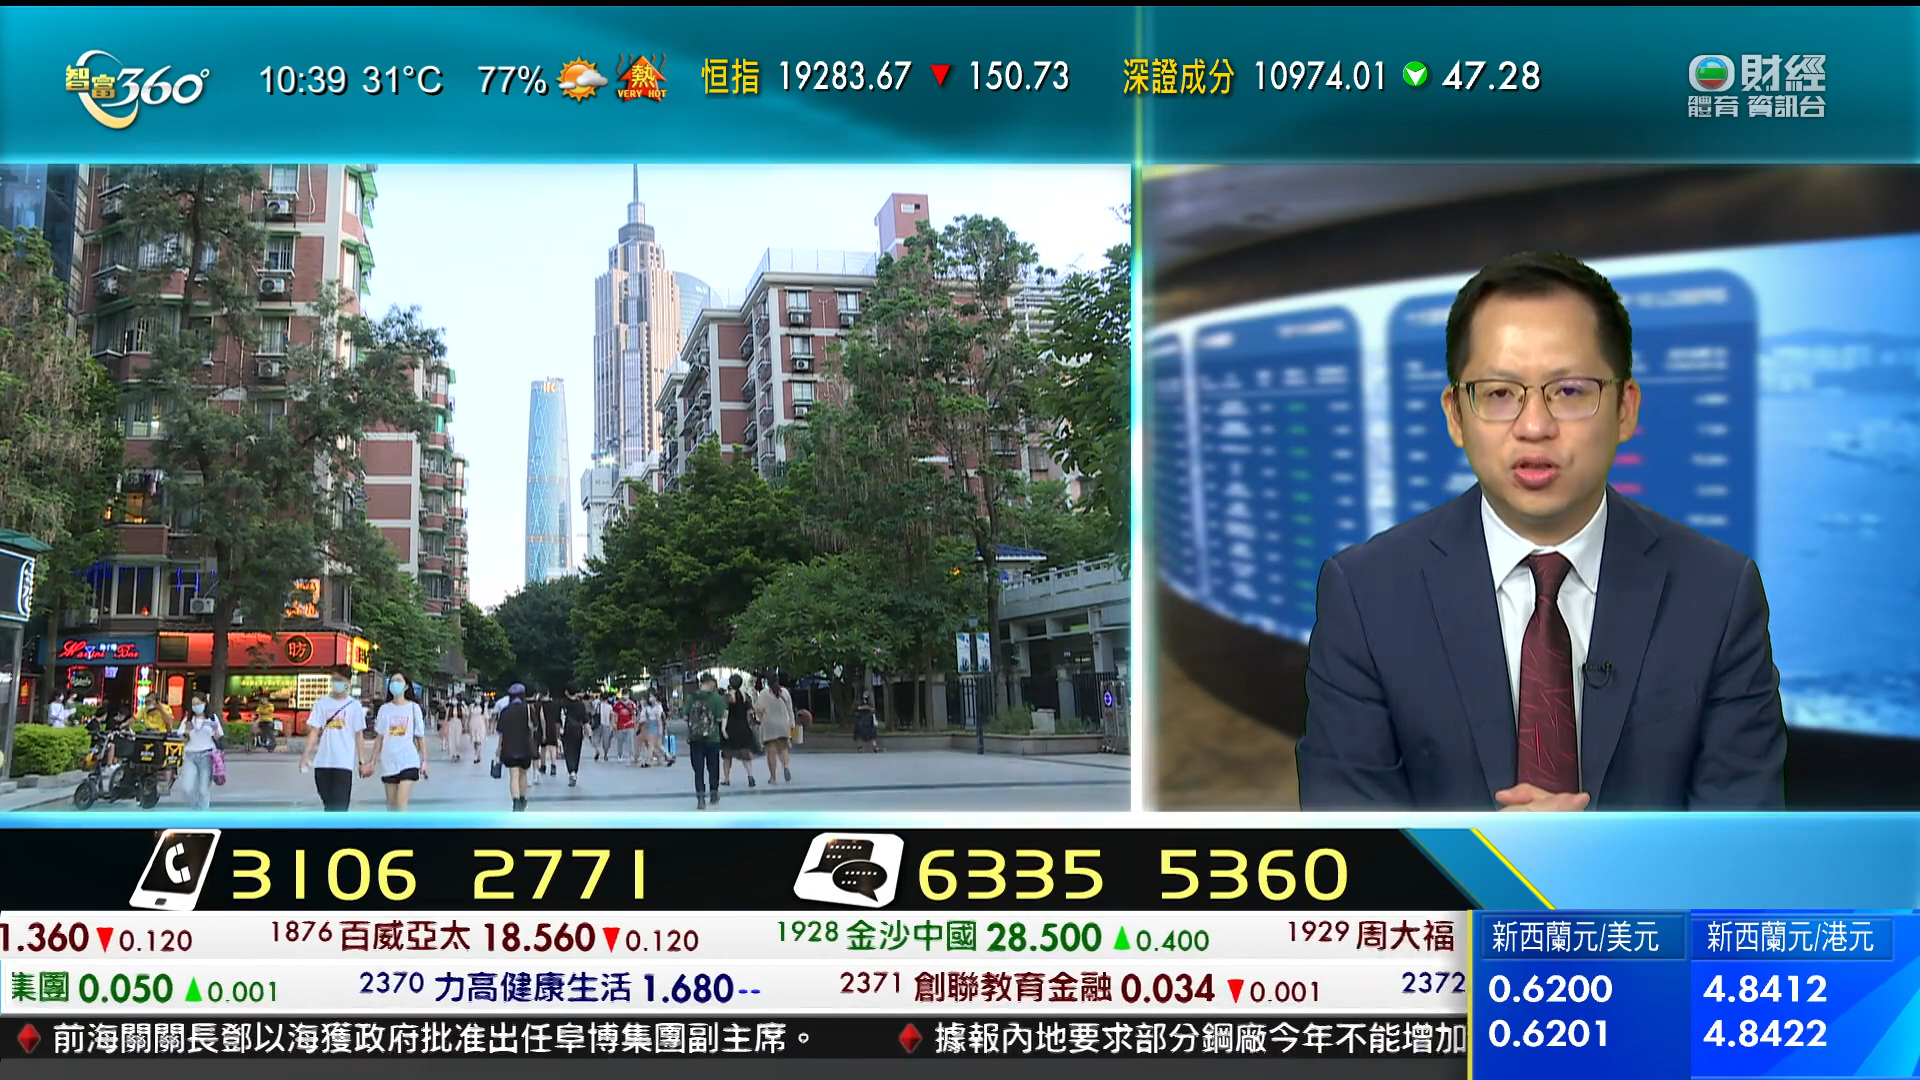 智富360°
10:39 31°C 77%
熱
VERY HOT
恒指 19283.67 ▼ 150.73
深證成分 10974.01 47.28
財經
體育 資訊台
3106 2771
6335 5360
1.360 ▼ 0.120 1876 百威亞太 18.560 ▼ 0.120 1928 金沙中國 28.500 ▲ 0.400 1929 周大福
集團 0.050 ▲ 0.001 2370 力高健康生活 1.680 -- 2371 創聯教育金融 0.034 ▼ 0.001 2372
前海關關長鄧以海獲政府批准出任阜博集團副主席。 據報內地要求部分鋼廠今年不能增加
新西蘭元/美元
0.6200
0.6201
新西蘭元/港元
4.8412
4.8422